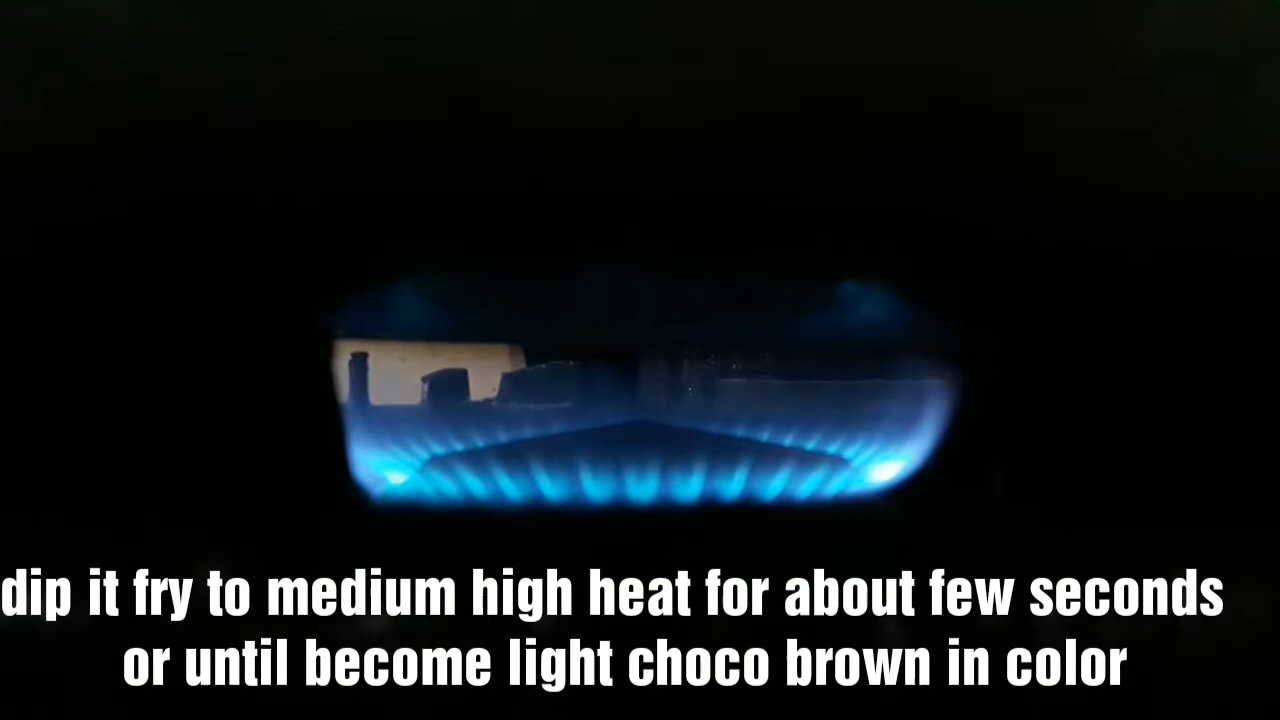 dip it fry to medium high heat for about few seconds
or until become light choco brown in color